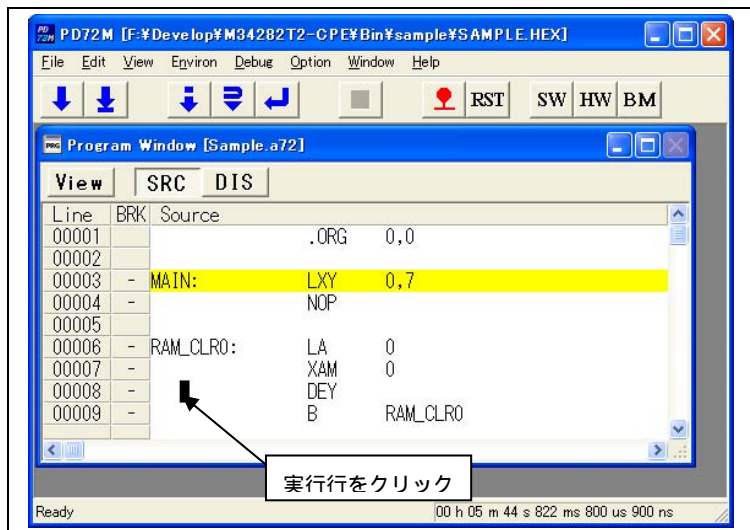 PD72M [F:¥Develop¥M34282T2-CPE¥Bin¥sample¥SAMPLE.HEX]
File Edit View Environ Debug Option Window Help
RST SW HW BM
PRG Program Window [Sample.a72]
View SRC DIS
Line BRK Source
00001 .ORG 0,0
00002
00003 - MAIN: LXY 0,7
00004 - NOP
00005
00006 - RAM_CLR0: LA 0
00007 - XAM 0
00008 - DEY
00009 - B RAM_CLR0
実行行をクリック
Ready 00 h 05 m 44 s 822 ms 800 us 900 ns